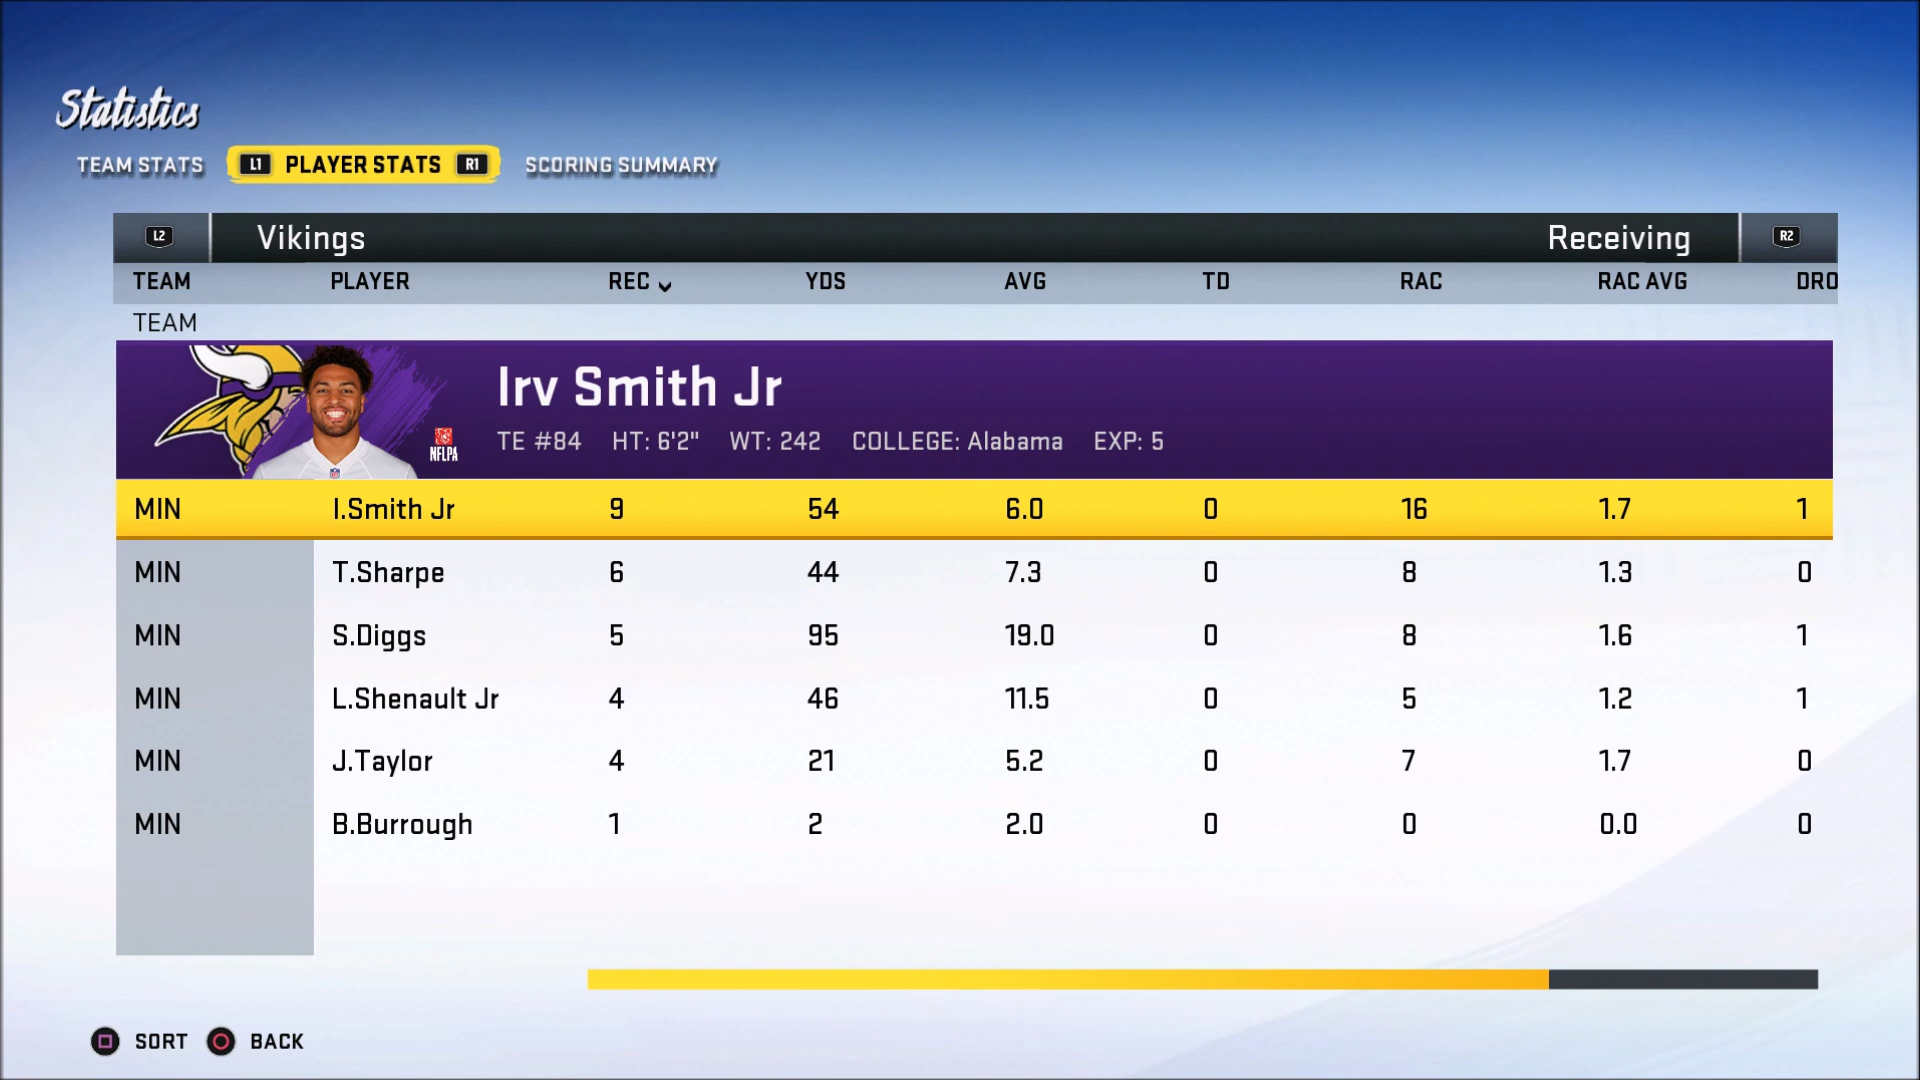 Statistics
TEAM STATS L1 PLAYER STATS R1 SCORING SUMMARY
L2 Vikings Receiving R2
TEAM PLAYER REC YDS AVG TD RAC RAC AVG DRO
TEAM
Irv Smith Jr
NFLPA TE #84 HT: 6'2" WT: 242 COLLEGE: Alabama EXP: 5
MIN I.Smith Jr 9 54 6.0 0 16 1.7 1
MIN T.Sharpe 6 44 7.3 0 8 1.3 0
MIN S.Diggs 5 95 19.0 0 8 1.6 1
MIN L.Shenault Jr 4 46 11.5 0 5 1.2 1
MIN J.Taylor 4 21 5.2 0 7 1.7 0
MIN B.Burrough 1 2 2.0 0 0 0.0 0
SORT BACK